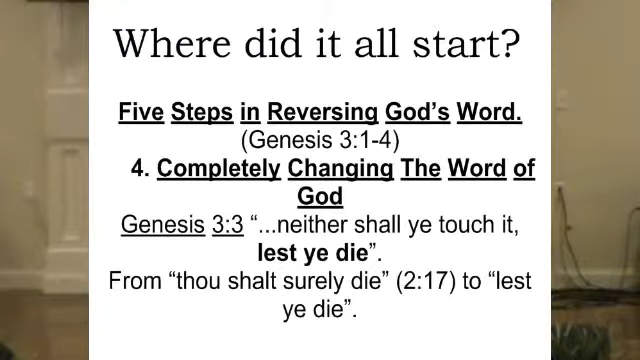 Where did it all start?
Five Steps in Reversing God's Word.
(Genesis 3:1-4)
4. Completely Changing The Word of
God
Genesis 3:3 “...neither shall ye touch it,
lest ye die”.
From “thou shalt surely die” (2:17) to “lest
ye die”.